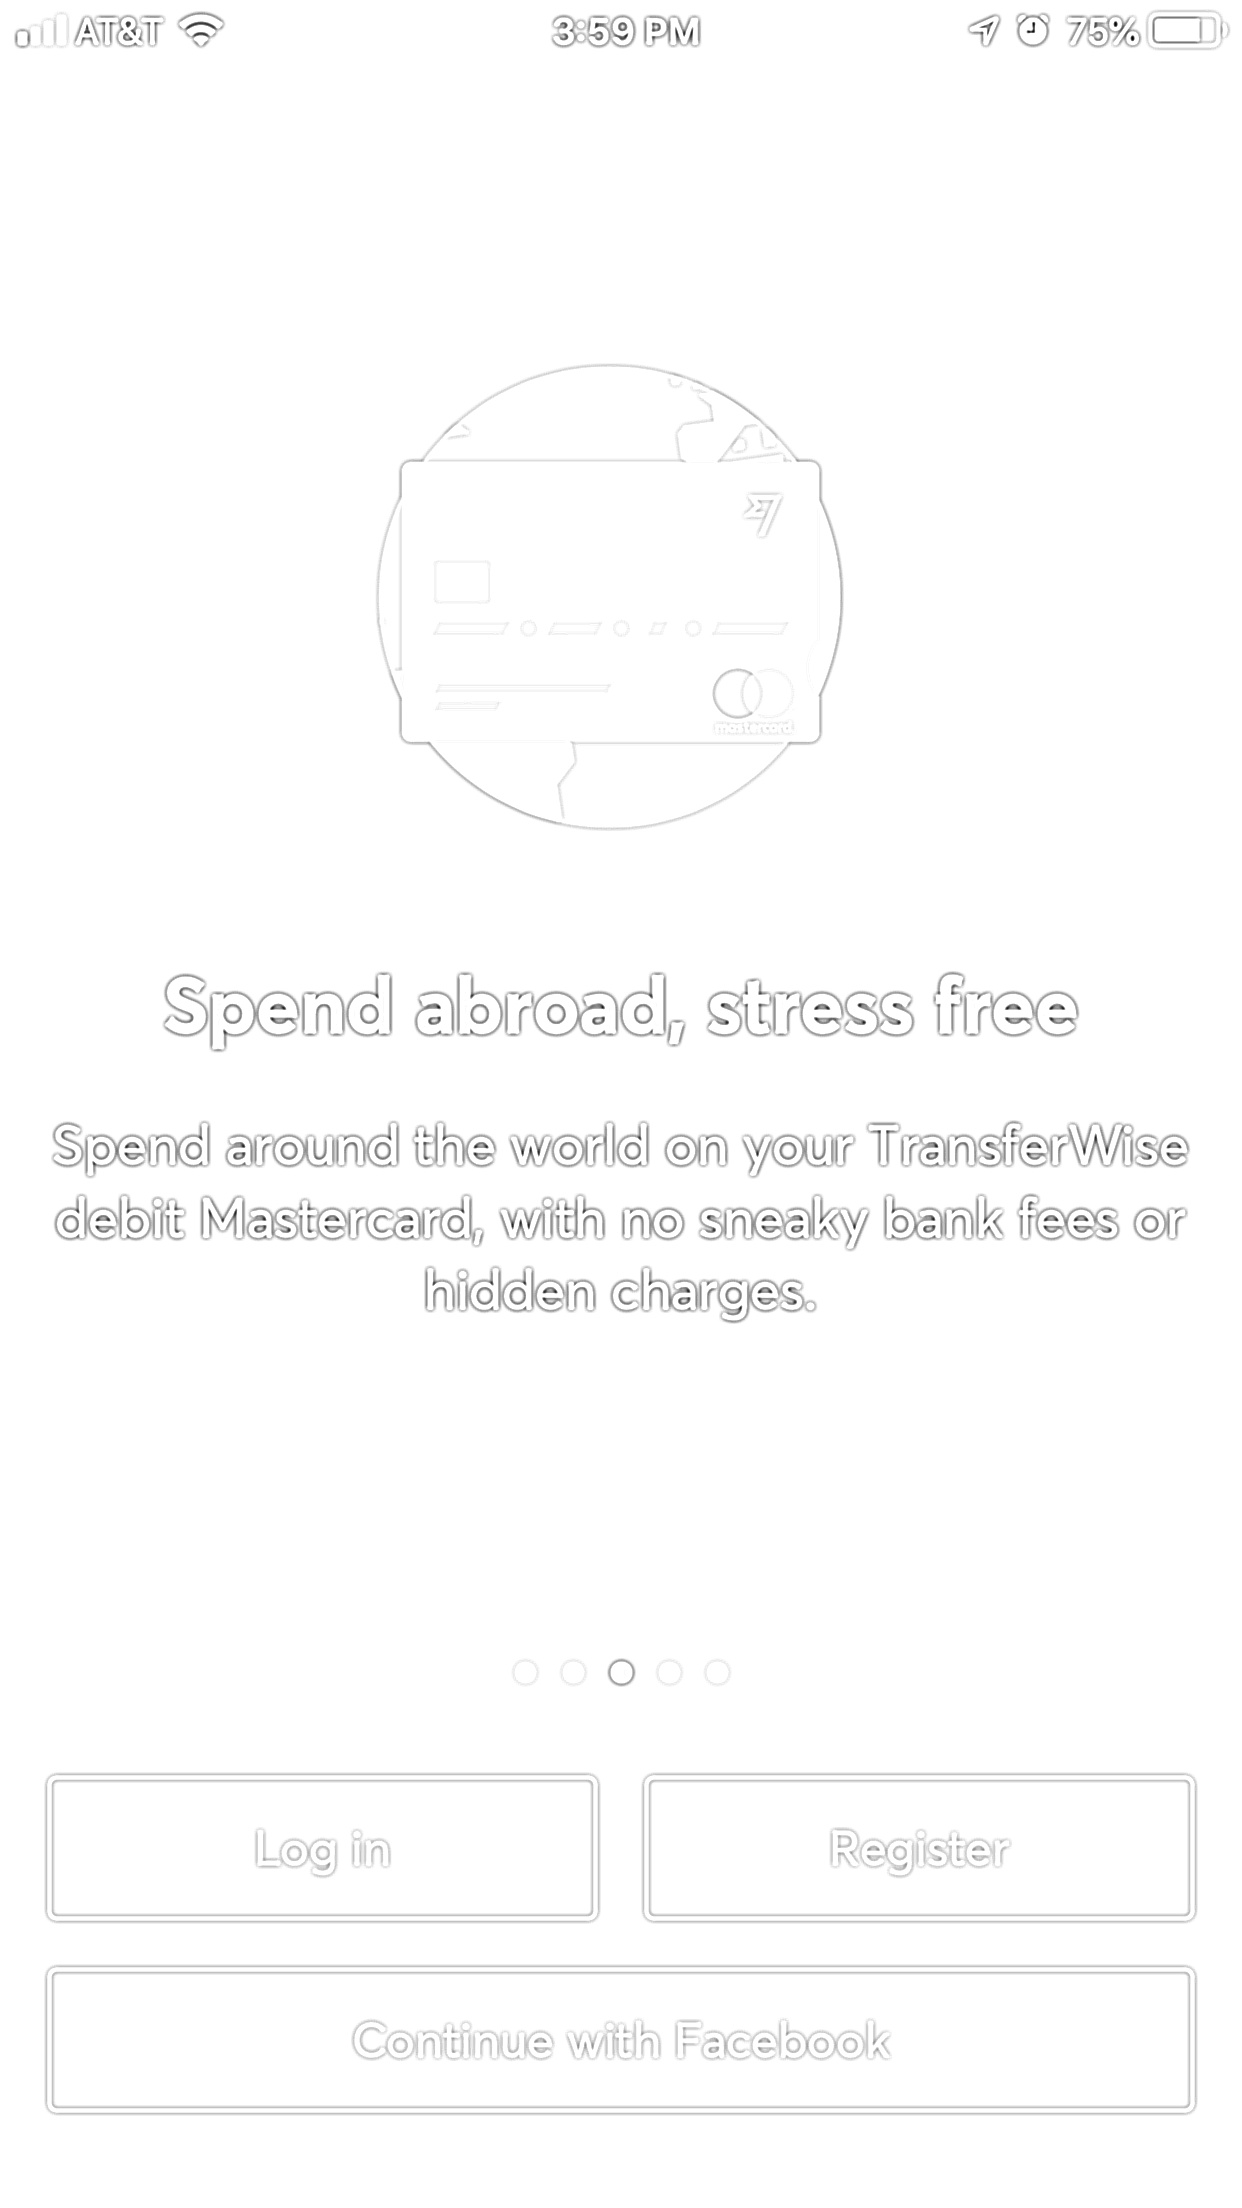 AT&T 3:59 PM 75%
mastercard
Spend abroad, stress free
Spend around the world on your TransferWise
debit Mastercard, with no sneaky bank fees or
hidden charges.
Log in Register
Continue with Facebook